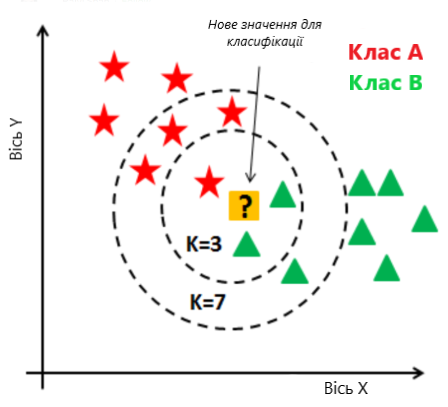 Нове значення для
класифікації
Клас A
Клас B
Вісь Y
?
K=3
K=7
Вісь X